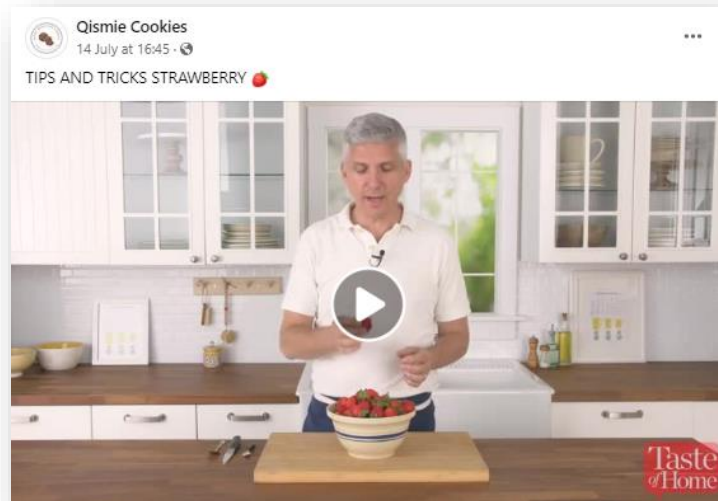 Qismie Cookies
14 July at 16:45 ·
TIPS AND TRICKS STRAWBERRY 🍓
Taste
of Home